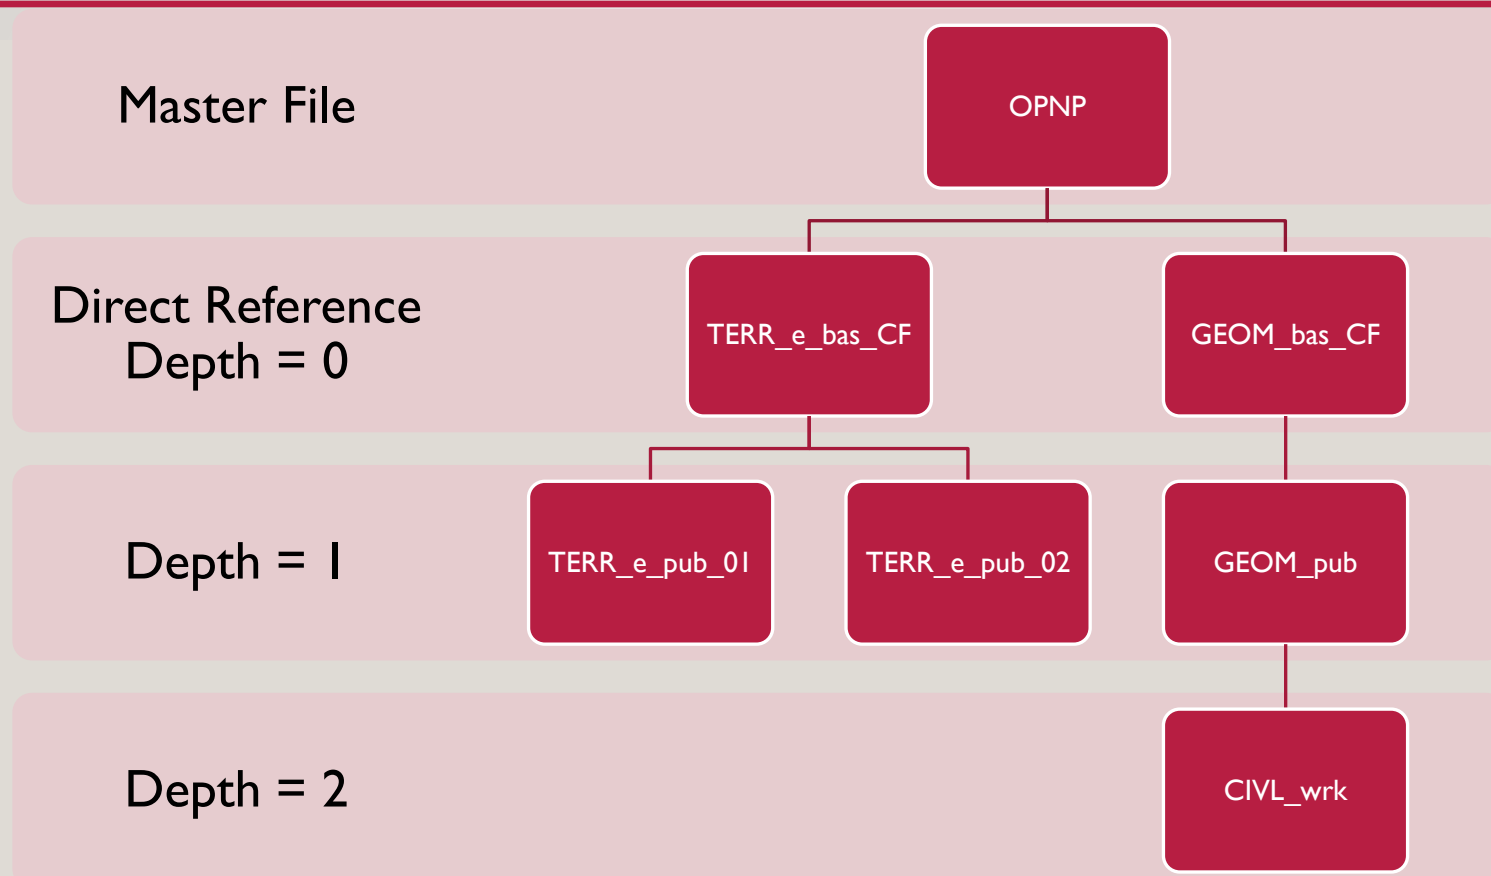 Master File
OPNP
Direct Reference
Depth = 0
TERR_e_bas_CF
GEOM_bas_CF
Depth = 1
TERR_e_pub_01
TERR_e_pub_02
GEOM_pub
Depth = 2
CIVL_wrk